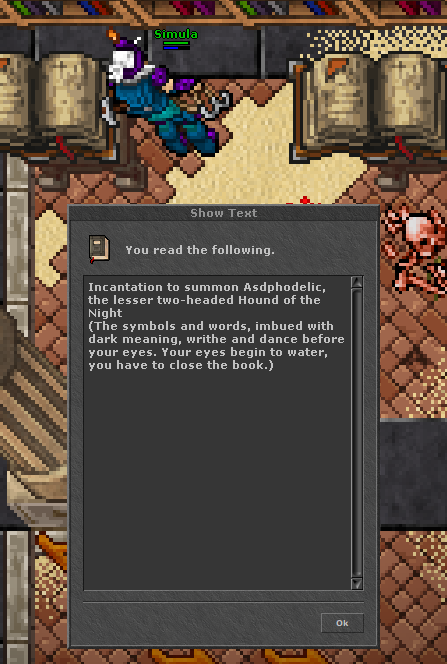 Simula
Show Text
You read the following.
Incantation to summon Asdphodelic,
the lesser two-headed Hound of the
Night
(The symbols and words, imbued with
dark meaning, writhe and dance before
your eyes. Your eyes begin to water,
you have to close the book.)
Ok